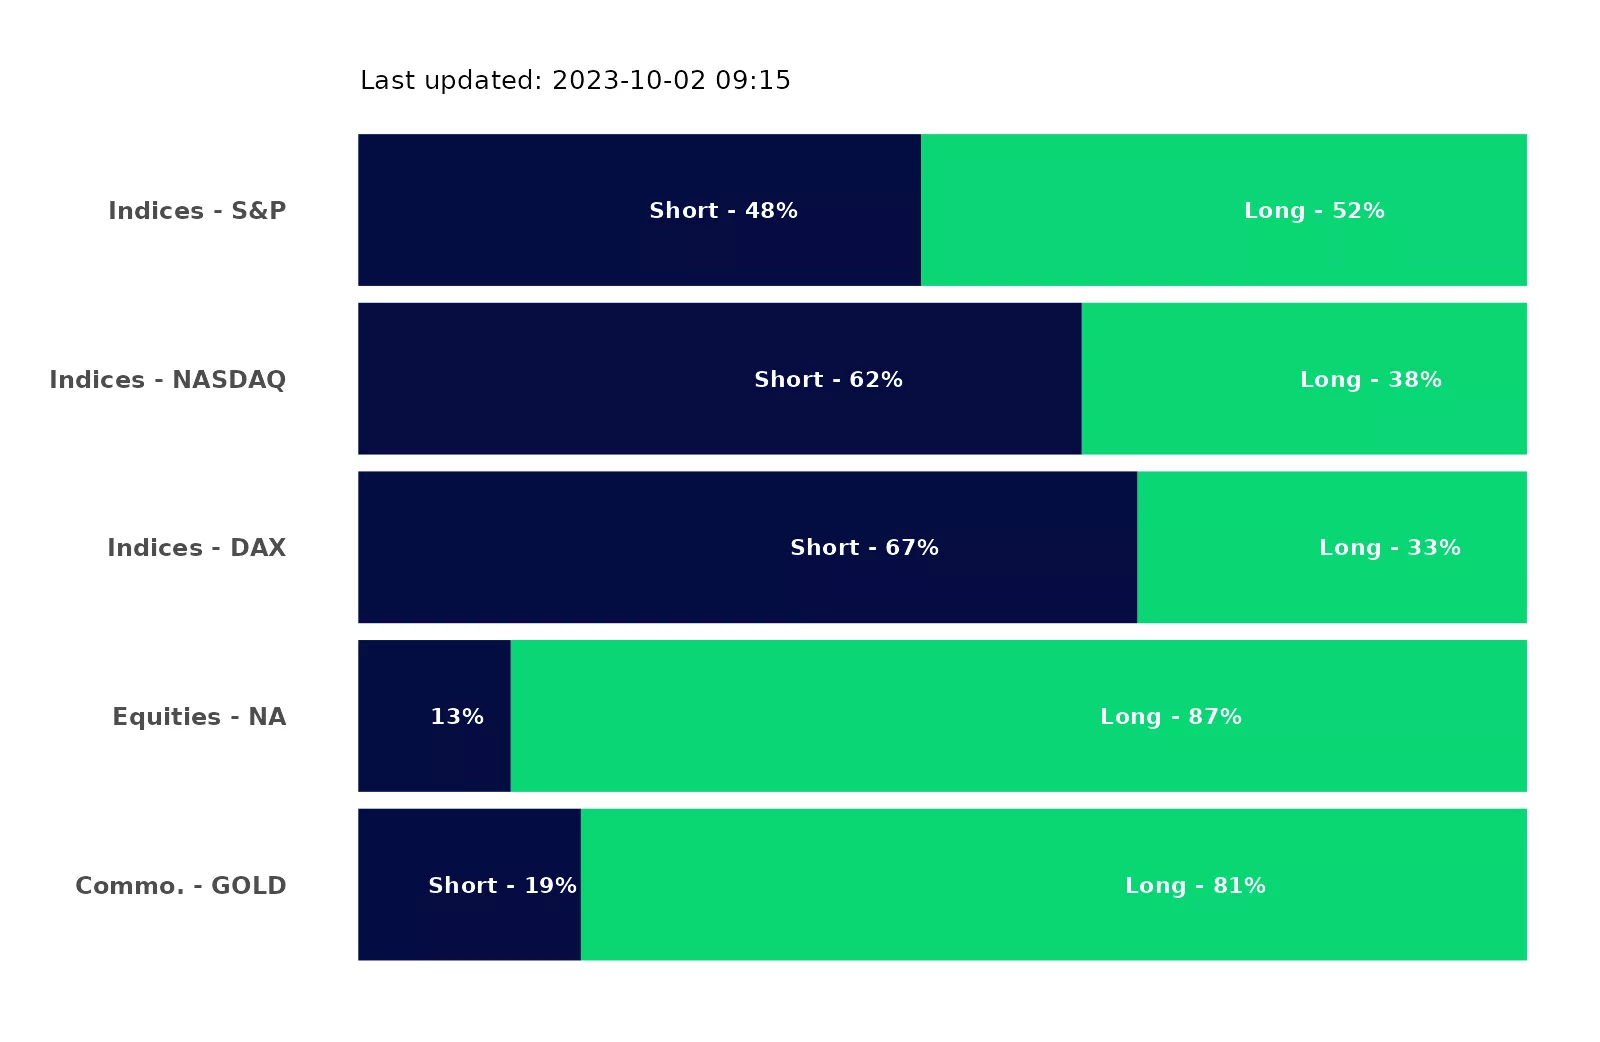 Last updated: 2023-10-02 09:15
Indices - S&P Short - 48% Long - 52%
Indices - NASDAQ Short - 62% Long - 38%
Indices - DAX Short - 67% Long - 33%
Equities - NA 13% Long - 87%
Commo. - GOLD Short - 19% Long - 81%